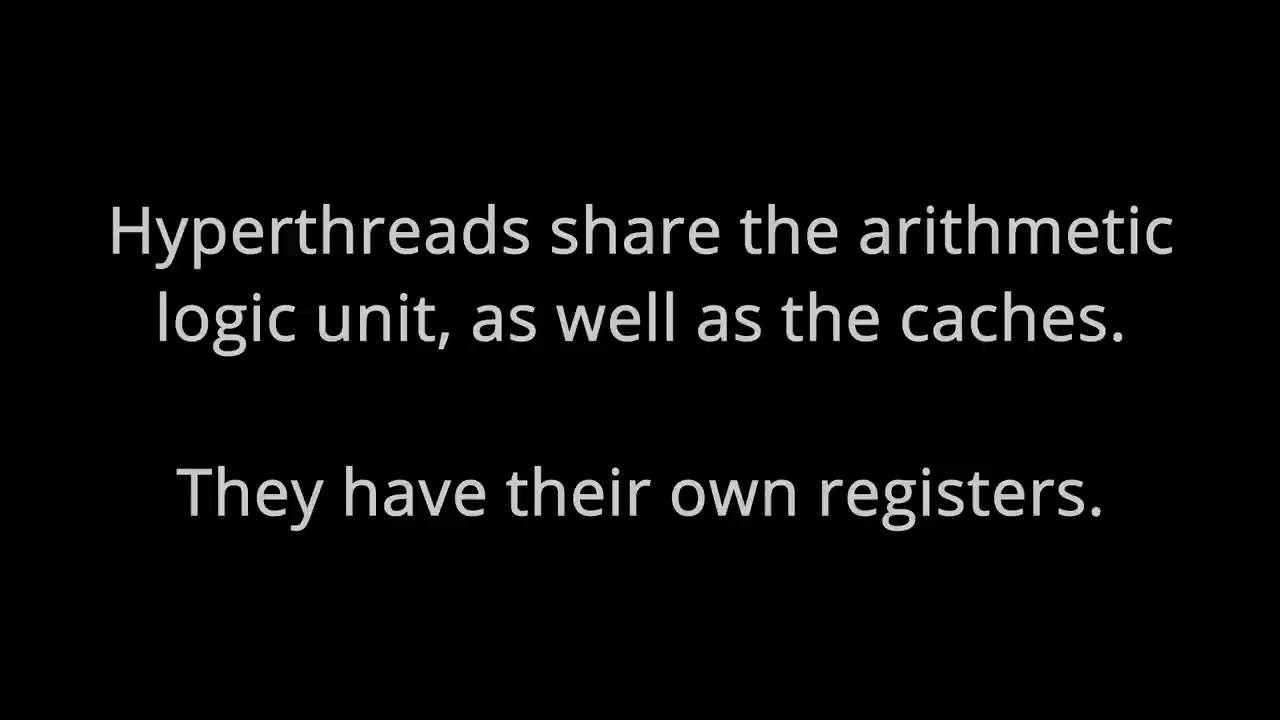 Hyperthreads share the arithmetic
logic unit, as well as the caches.
They have their own registers.